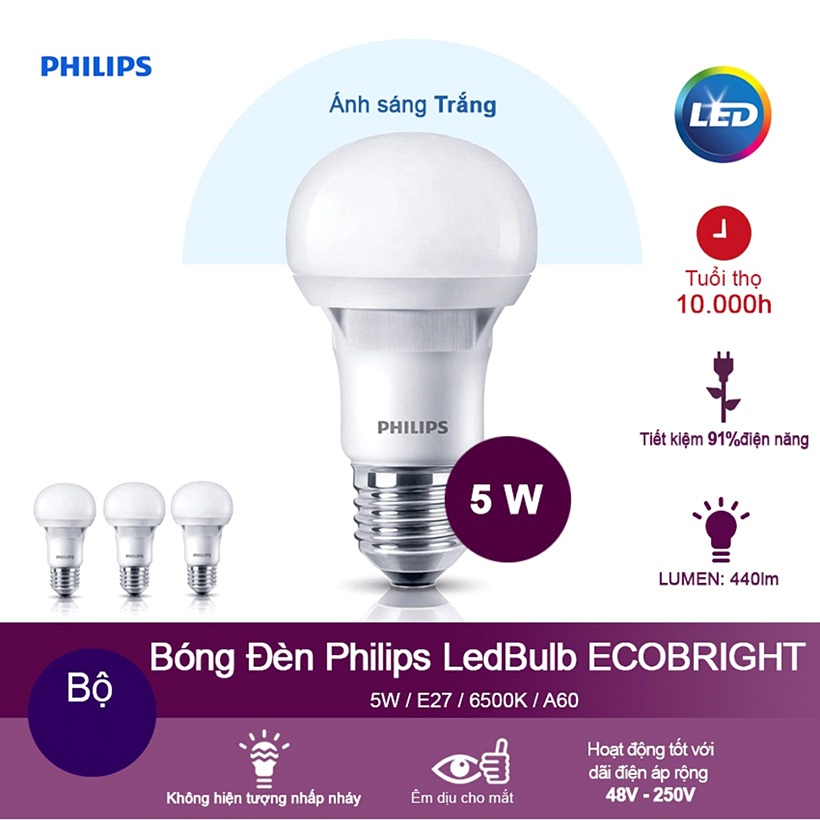 PHILIPS
Ánh sáng Trắng
LED
Tuổi thọ
10.000h
PHILIPS
Tiết kiệm 91%điện năng
5 W
LUMEN: 440lm
Bóng Đèn Philips LedBulb ECOBRIGHT
Bộ
5W / E27 / 6500K / A60
Không hiện tượng nhấp nháy
Êm dịu cho mắt
Hoạt động tốt với
dãi điện áp rộng
48V - 250V